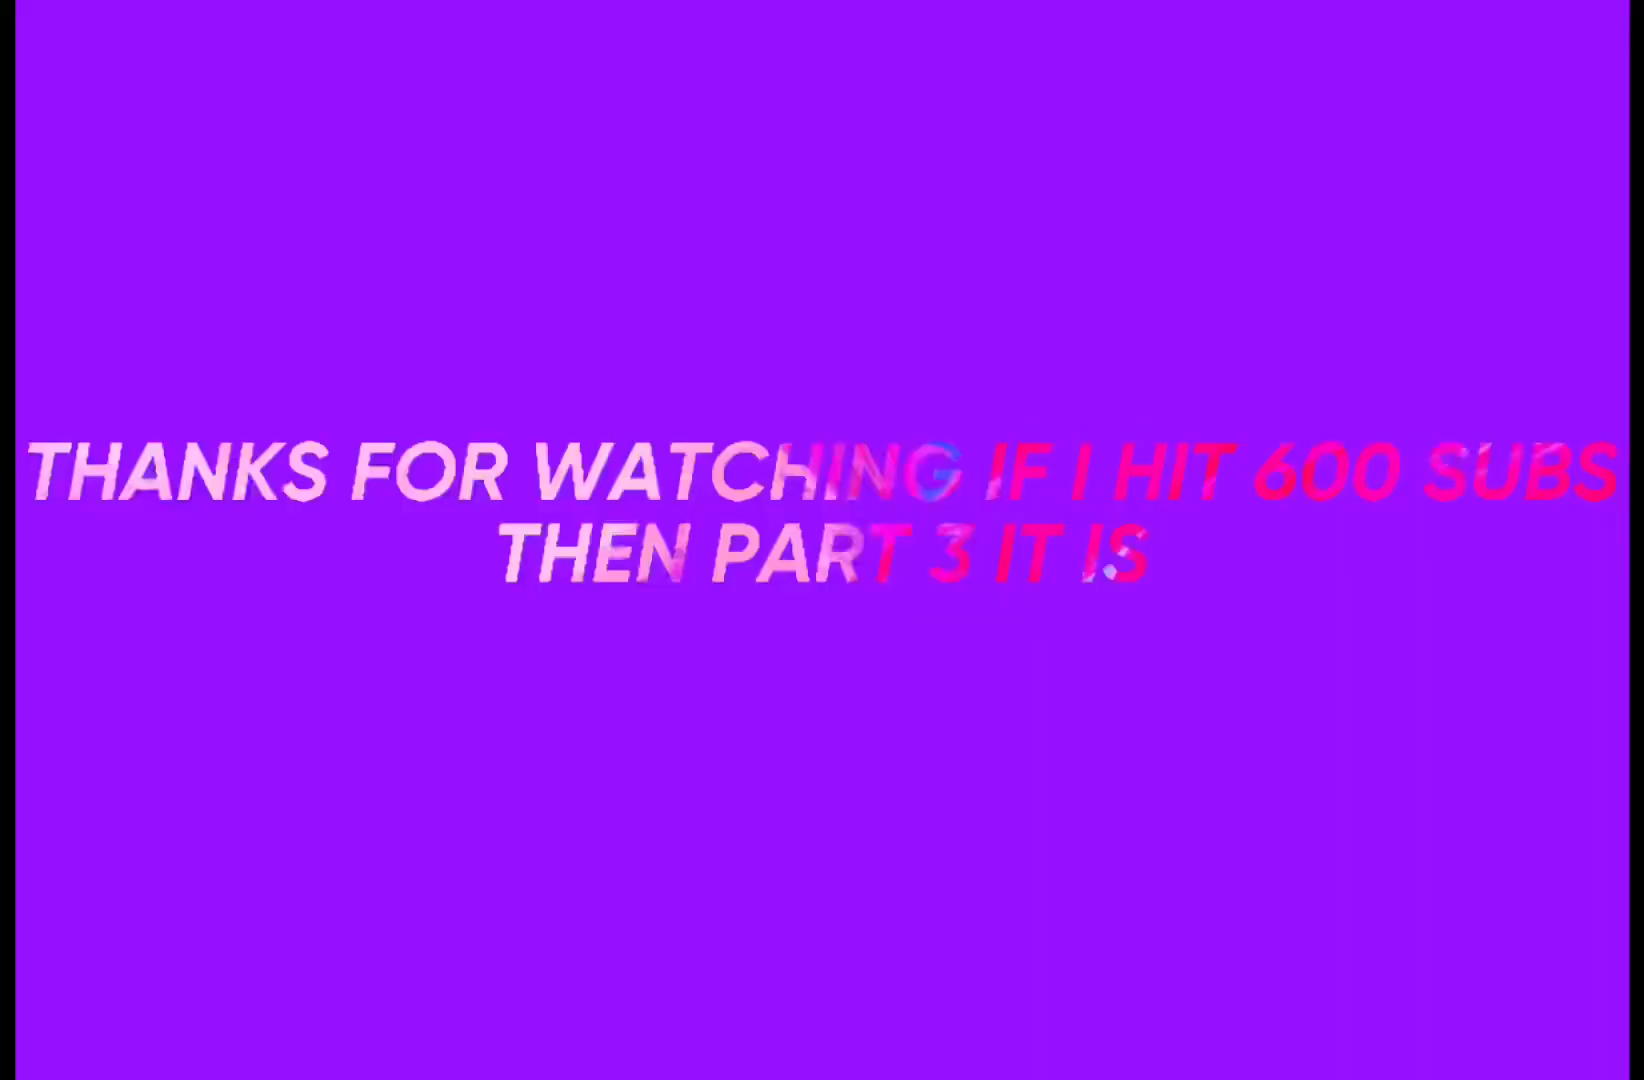 THANKS FOR WATCHING IF I HIT 600 SUBS
THEN PART 3 IT IS